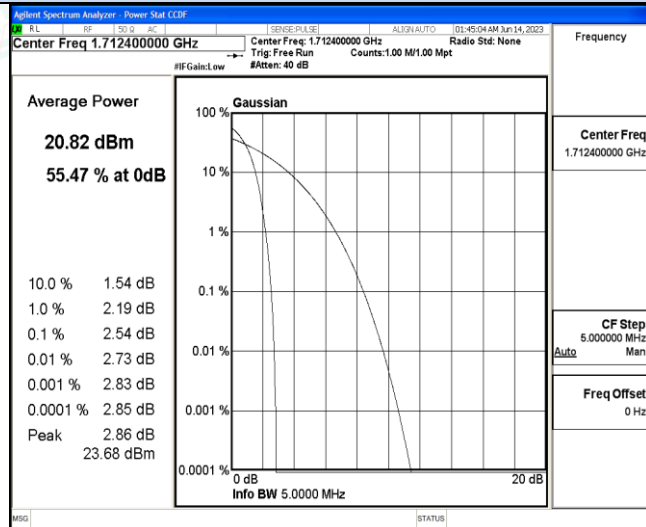 Agilent Spectrum Analyzer - Power Stat CCDF
RL RF 50 Ω AC SENSE:PULSE ALIGNAUTO 01:45:04 AM Jun 14, 2023
Center Freq 1.712400000 GHz
Center Freq: 1.712400000 GHz Radio Std: None
Trig: Free Run Counts:1.00 M/1.00 Mpt
#IFGain:Low #Atten: 40 dB
Frequency
Average Power
20.82 dBm
55.47 % at 0dB
10.0 % 1.54 dB
1.0 % 2.19 dB
0.1 % 2.54 dB
0.01 % 2.73 dB
0.001 % 2.83 dB
0.0001 % 2.85 dB
Peak 2.86 dB
23.68 dBm
Gaussian
100 %
10 %
1 %
0.1 %
0.01 %
0.001 %
0.0001 %
0 dB 20 dB
Info BW 5.0000 MHz
Center Freq
1.712400000 GHz
CF Step
5.000000 MHz
Auto Man
Freq Offset
0 Hz
MSG STATUS